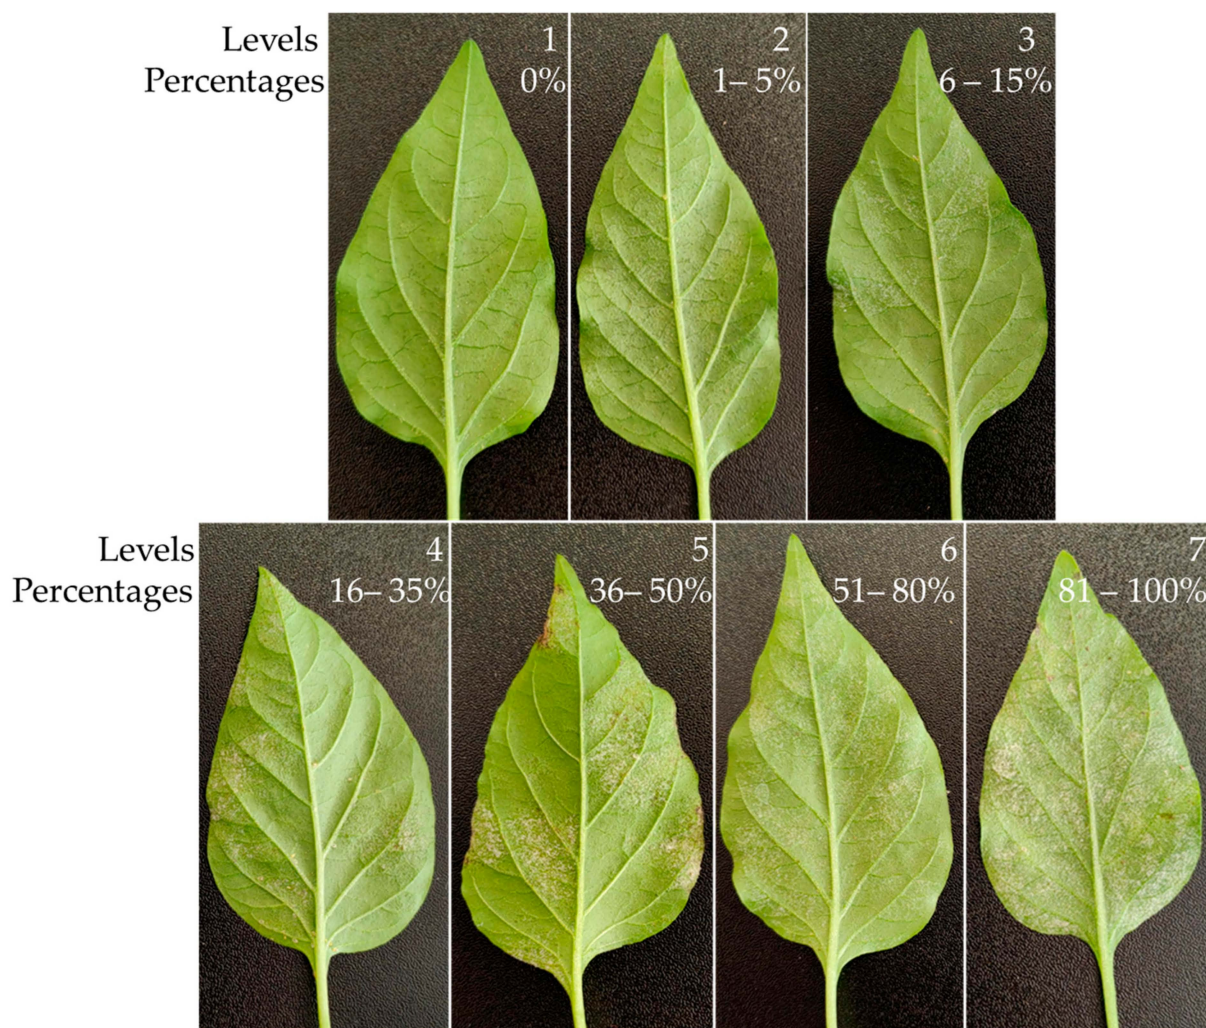 Levels 1 2 3
Percentages 0% 1–5% 6–15%
Levels 4 5 6 7
Percentages 16–35% 36–50% 51–80% 81–100%